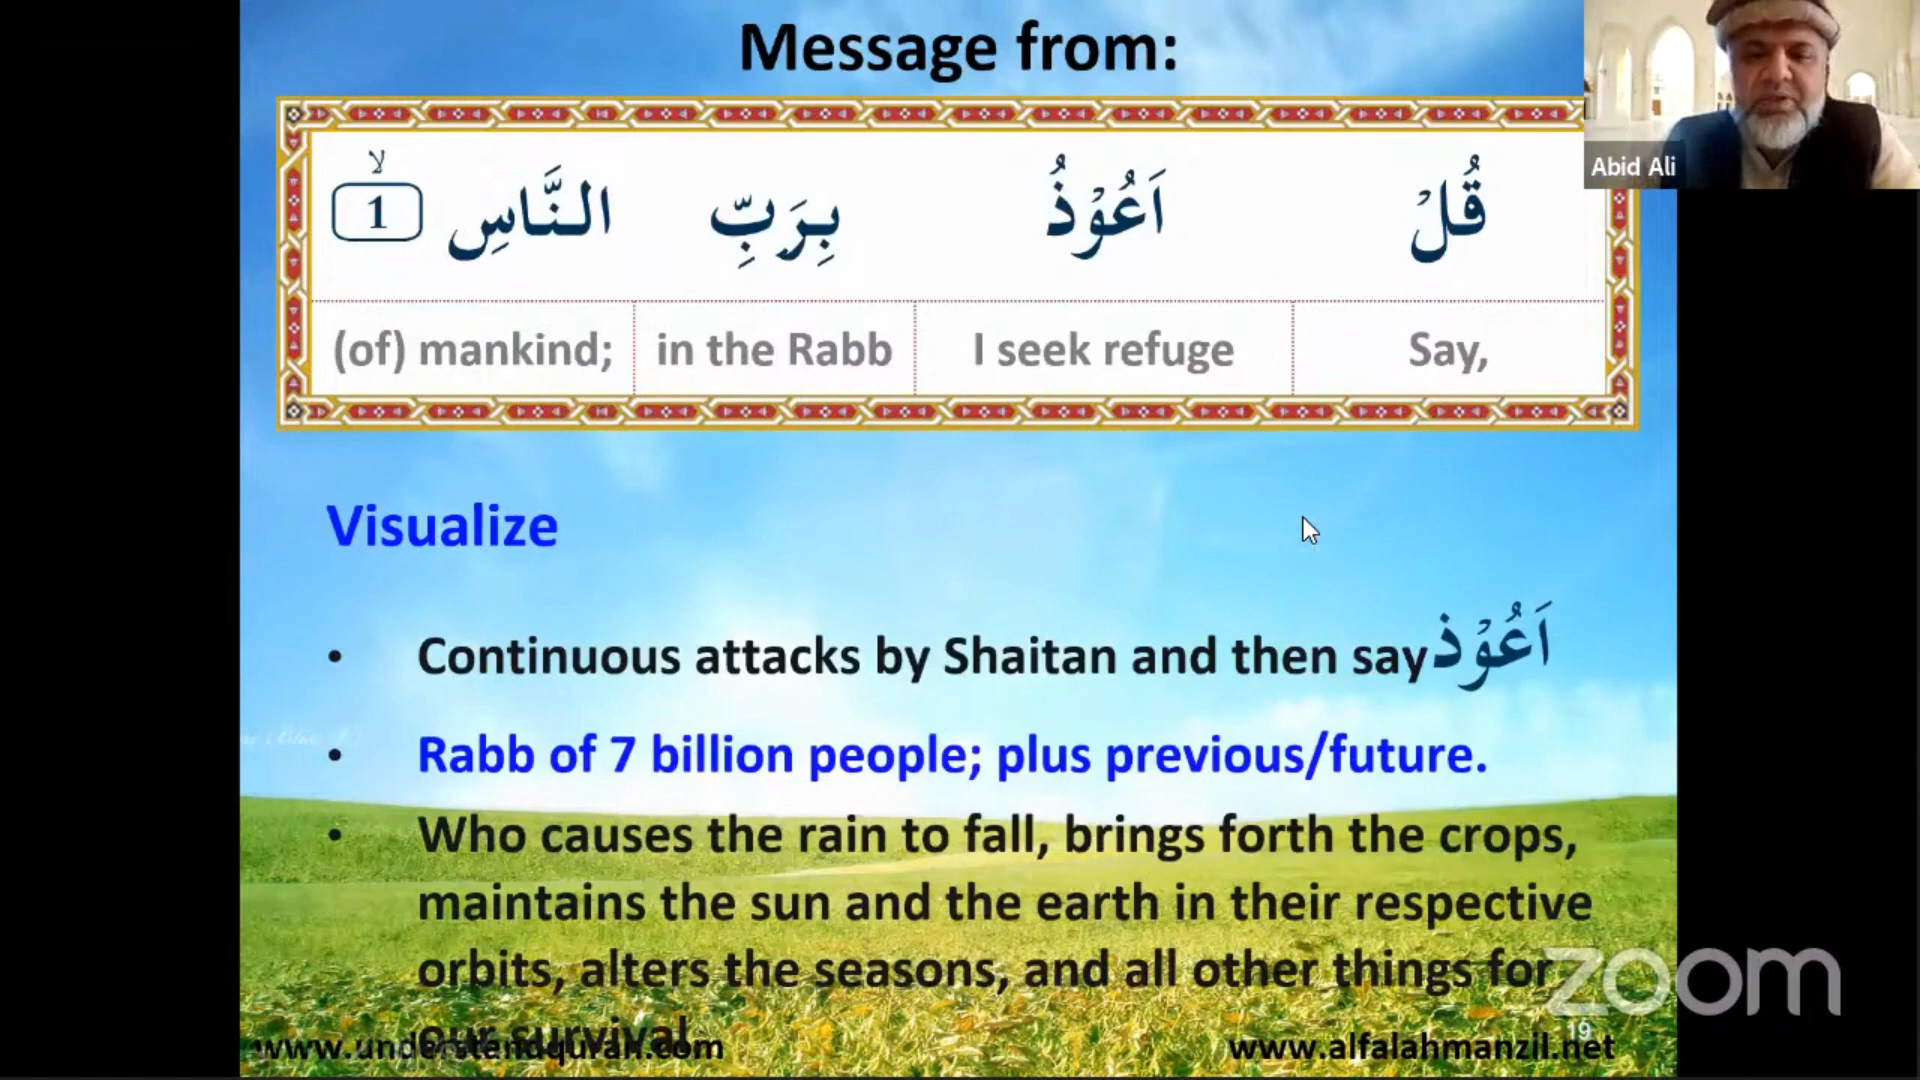 Message from:
Abid Ali
قُلْ اَعُوْذُ بِرَبِّ النَّاسِ ۙ 1
(of) mankind; in the Rabb I seek refuge Say,
Visualize
• Continuous attacks by Shaitan and then say اَعُوْذ
• Rabb of 7 billion people; plus previous/future.
• Who causes the rain to fall, brings forth the crops,
maintains the sun and the earth in their respective
orbits, alters the seasons, and all other things for
our survival
zoom
19
www.understandquran.com
www.alfalahmanzil.net